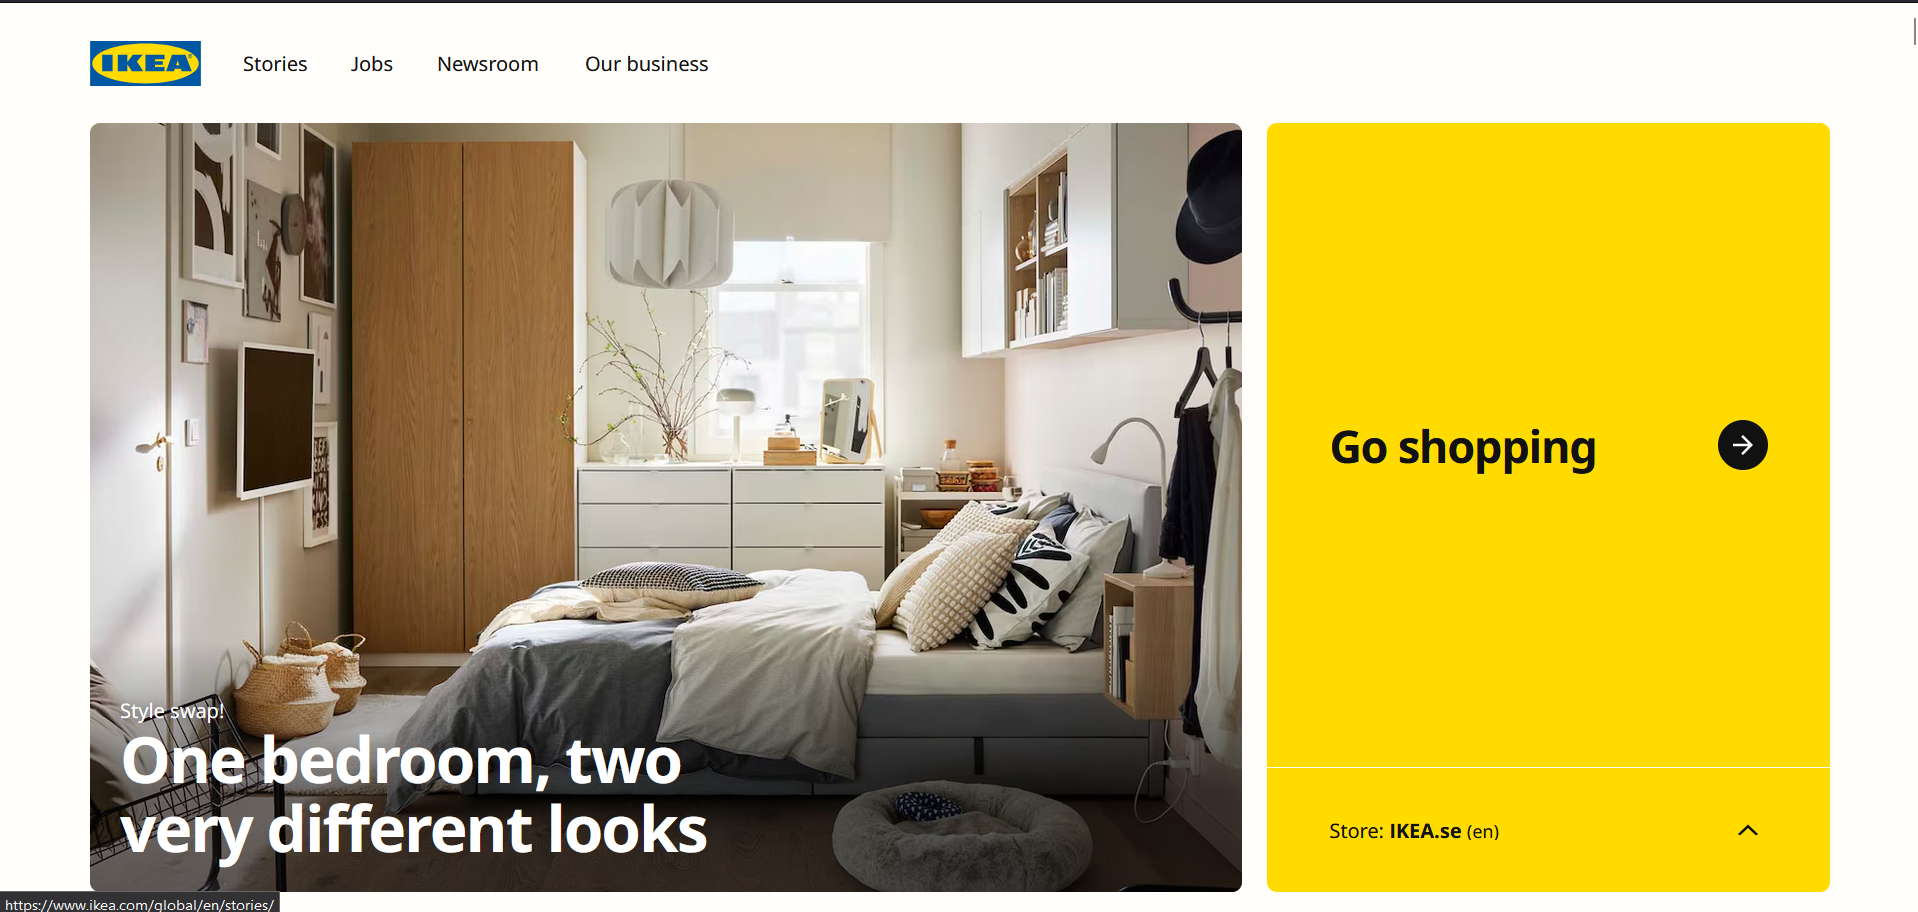 IKEA
Stories
Jobs
Newsroom
Our business
Style swap!
One bedroom, two
very different looks
Go shopping
Store: IKEA.se (en)
https://www.ikea.com/global/en/stories/